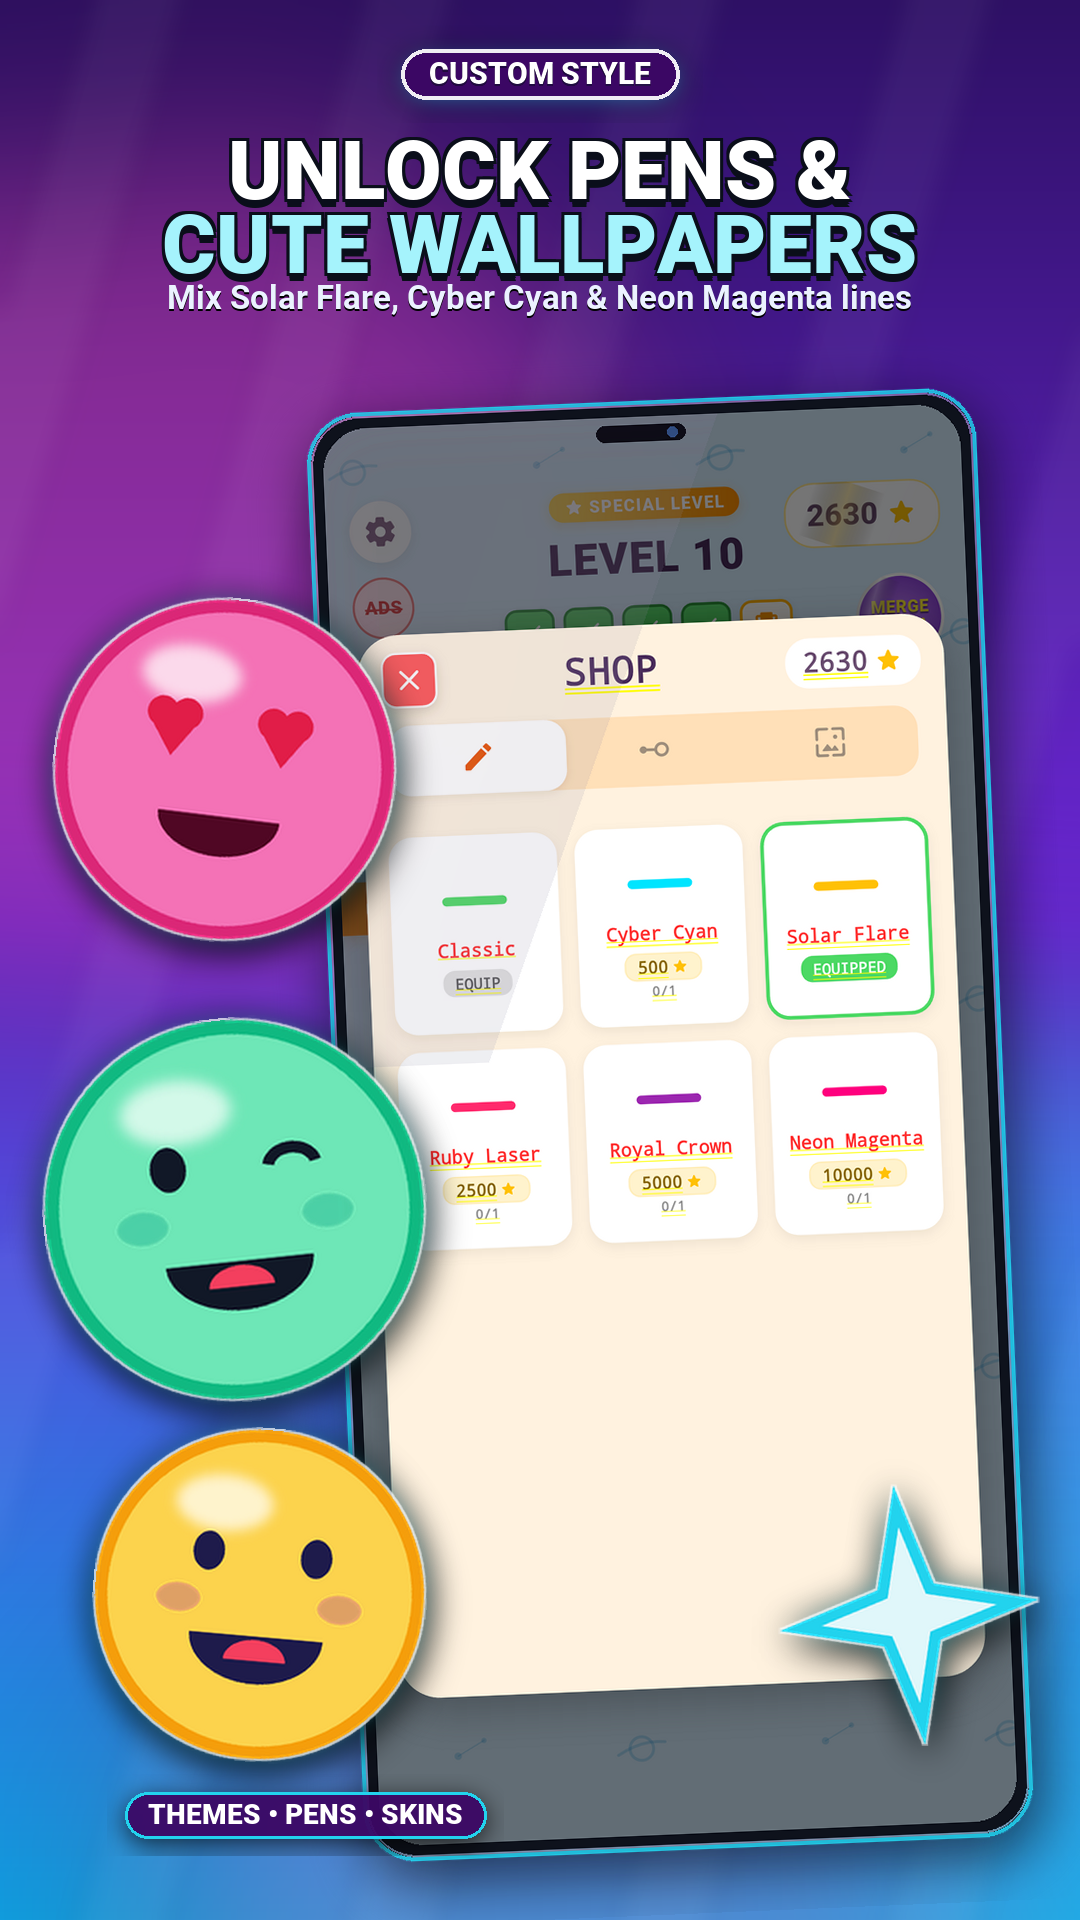 CUSTOM STYLE
UNLOCK PENS &
CUTE WALLPAPERS
Mix Solar Flare, Cyber Cyan & Neon Magenta lines
SPECIAL LEVEL
2630
LEVEL 10
ADS
MERGE
SHOP
2630
Classic
EQUIP
Cyber Cyan
500
0/1
Solar Flare
EQUIPPED
Ruby Laser
2500
0/1
Royal Crown
5000
0/1
Neon Magenta
10000
0/1
THEMES • PENS • SKINS